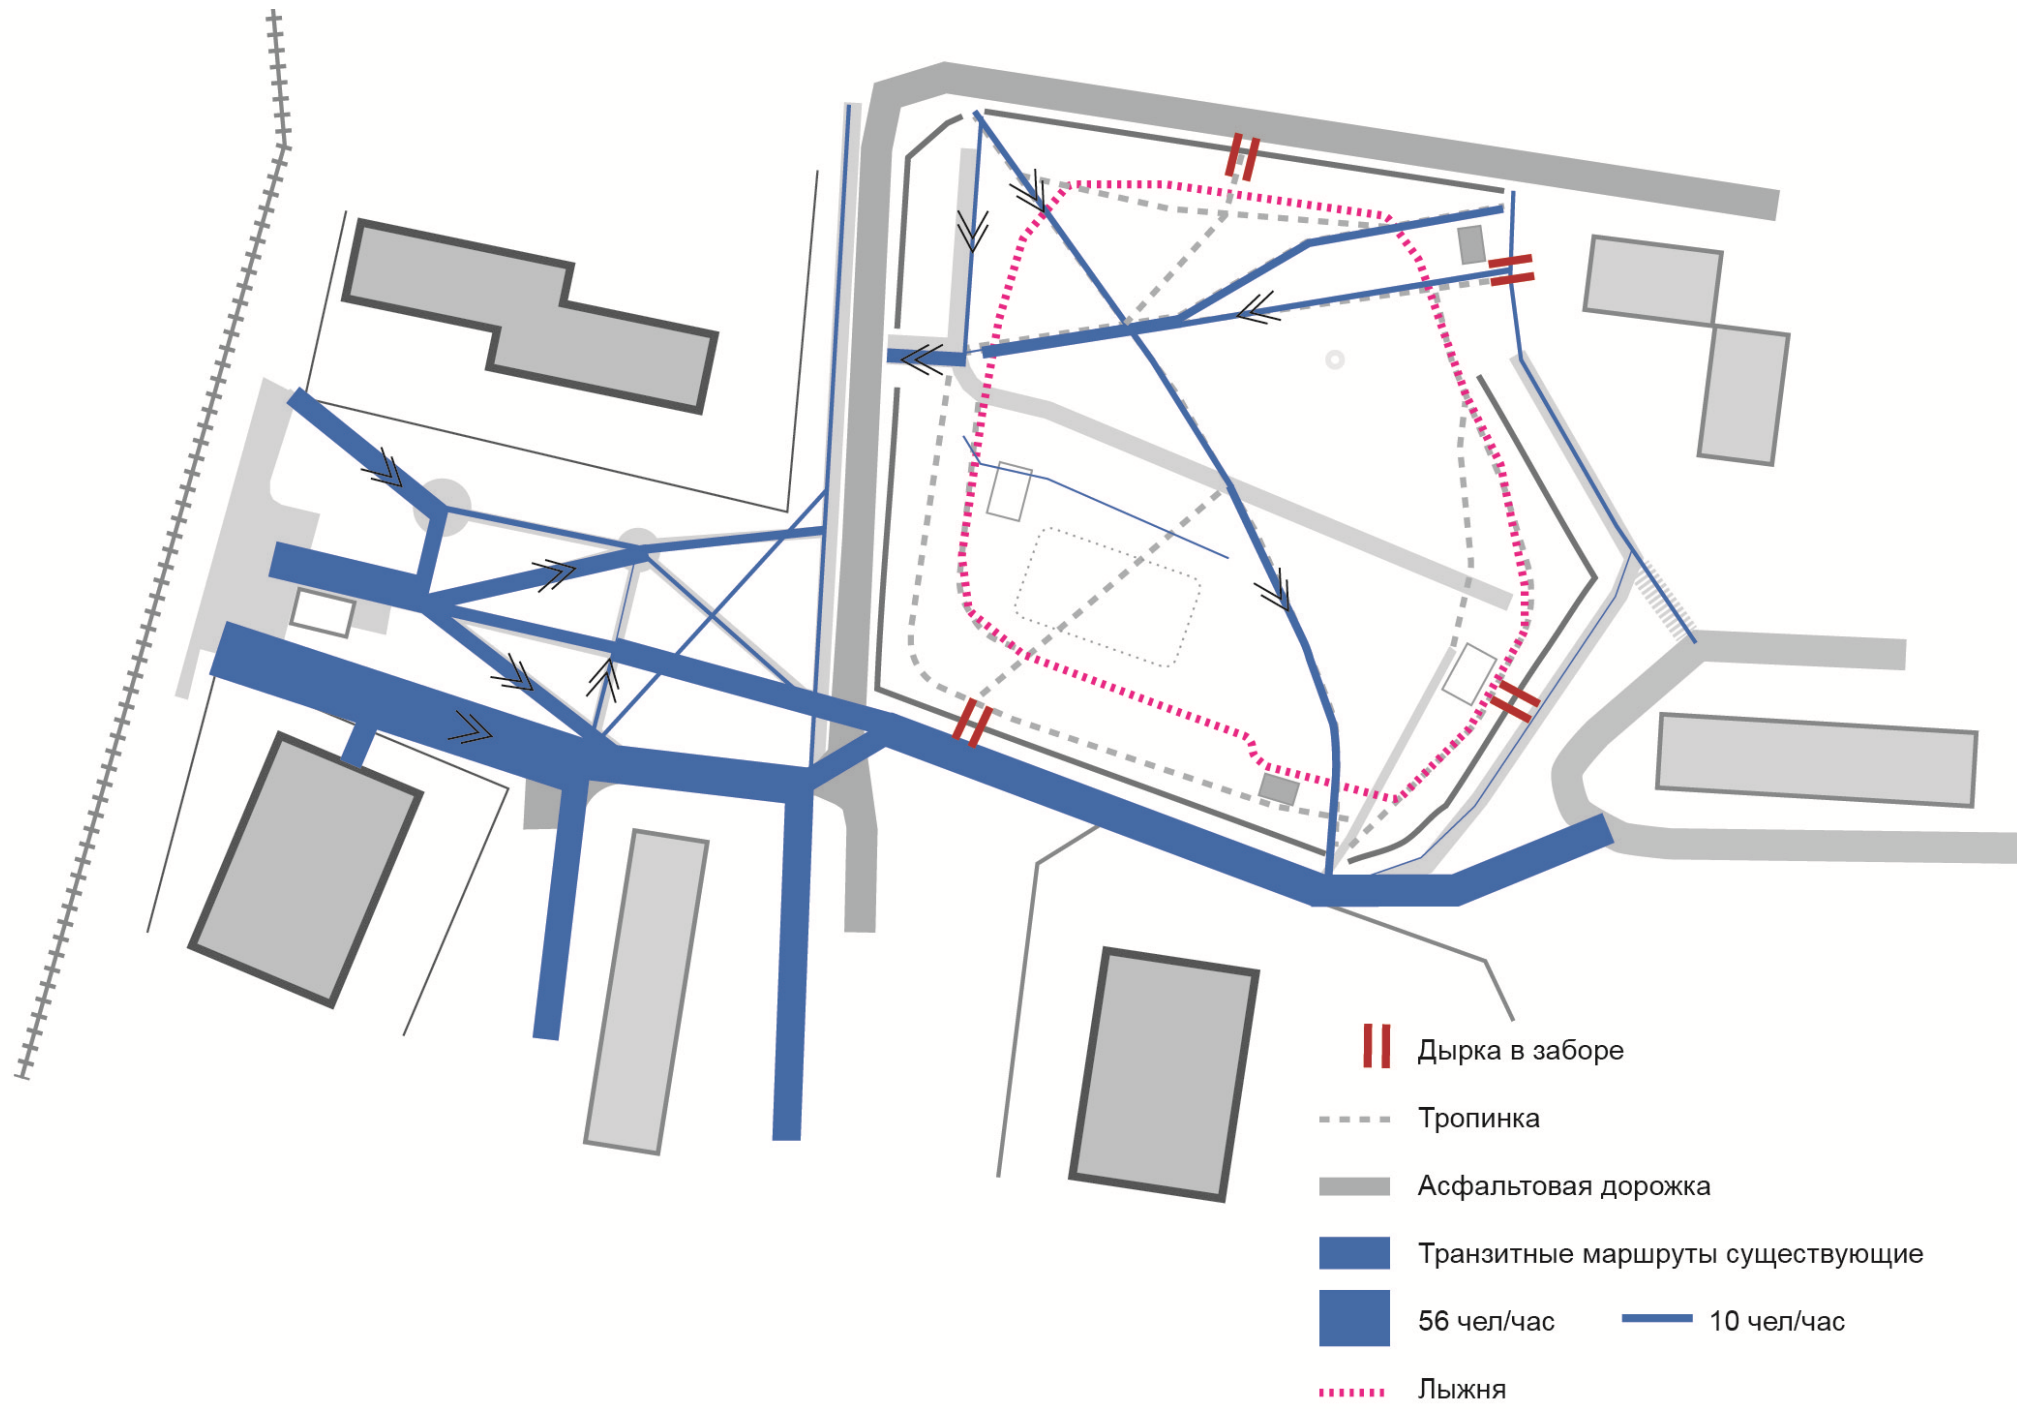 Дырка в заборе
Тропинка
Асфальтовая дорожка
Транзитные маршруты существующие
56 чел/час 10 чел/час
Лыжня